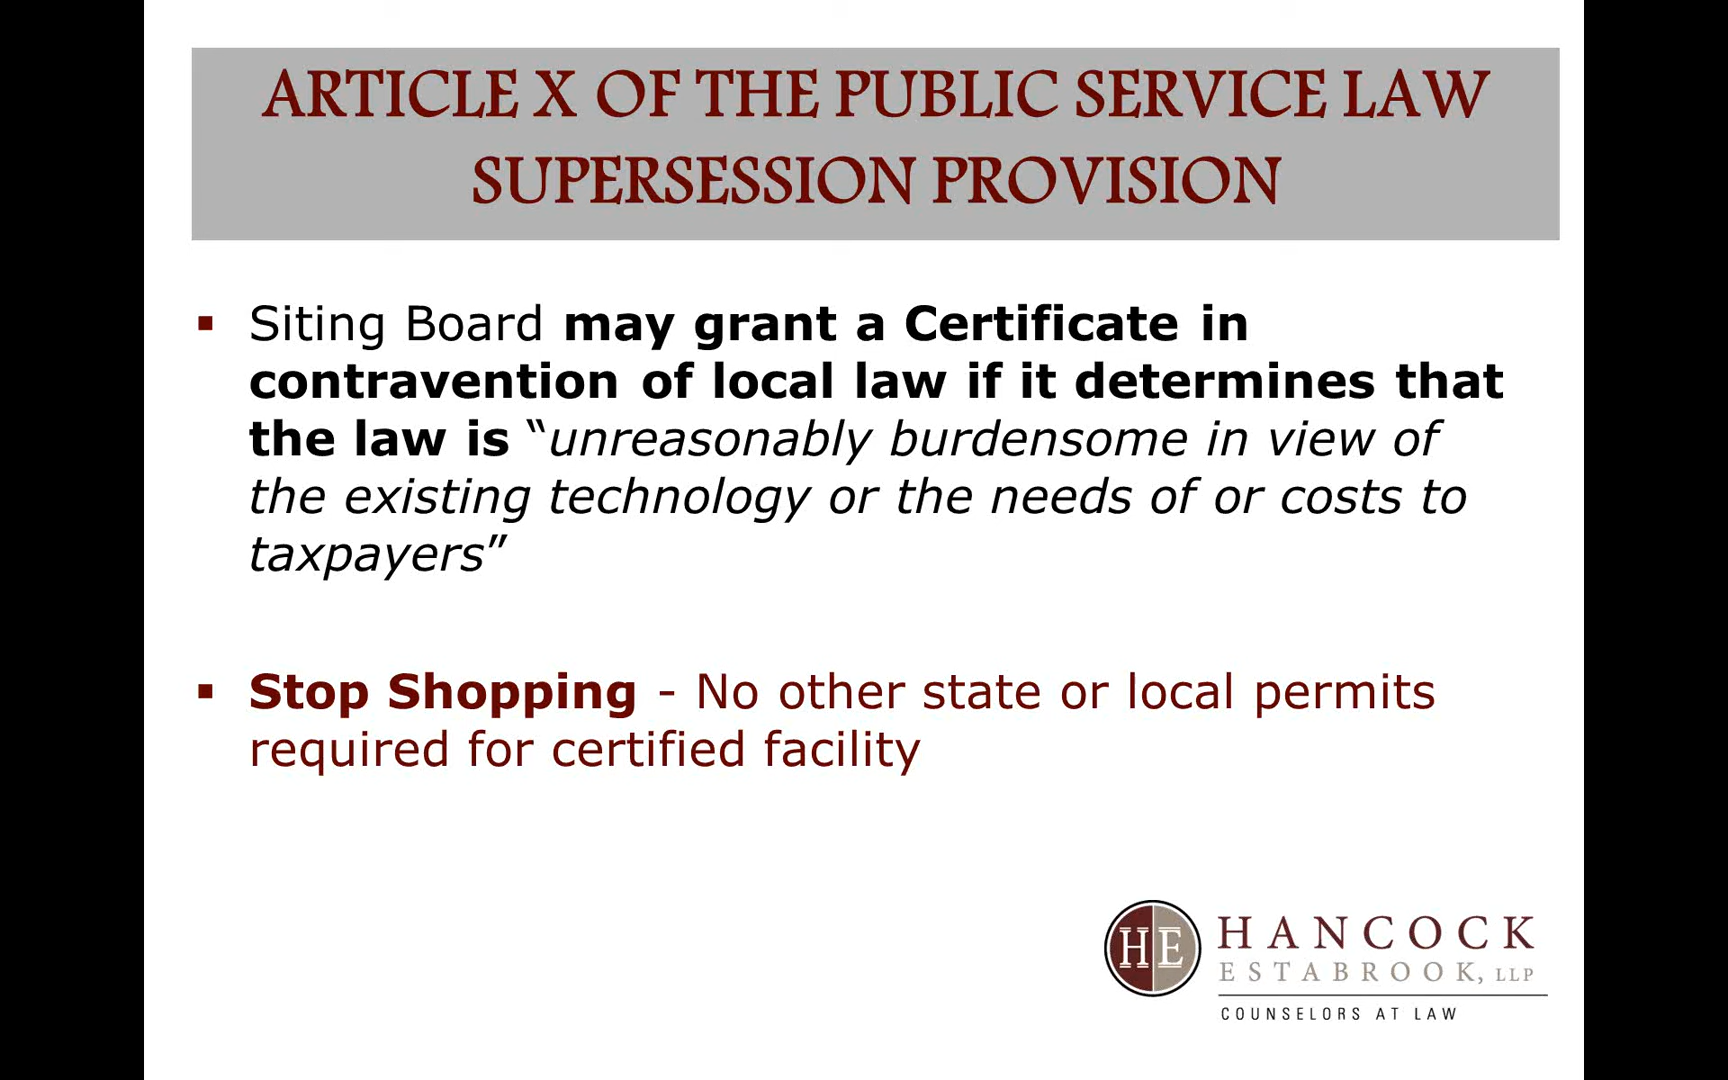 ARTICLE X OF THE PUBLIC SERVICE LAW
SUPERSESSION PROVISION
▪ Siting Board may grant a Certificate in
contravention of local law if it determines that
the law is “unreasonably burdensome in view of
the existing technology or the needs of or costs to
taxpayers”
▪ Stop Shopping - No other state or local permits
required for certified facility
HE
HANCOCK
ESTABROOK, LLP
COUNSELORS AT LAW